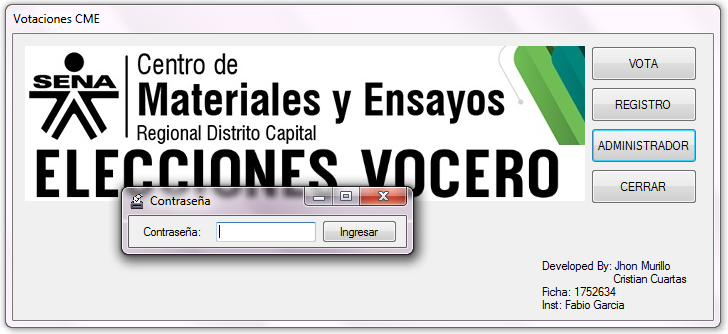 Votaciones CME
SENA
Centro de
Materiales y Ensayos
Regional Distrito Capital
ELECCIONES VOCERO
VOTA
REGISTRO
ADMINISTRADOR
CERRAR
Contraseña
Contraseña:
Ingresar
Developed By: Jhon Murillo
Cristian Cuartas
Ficha: 1752634
Inst: Fabio Garcia